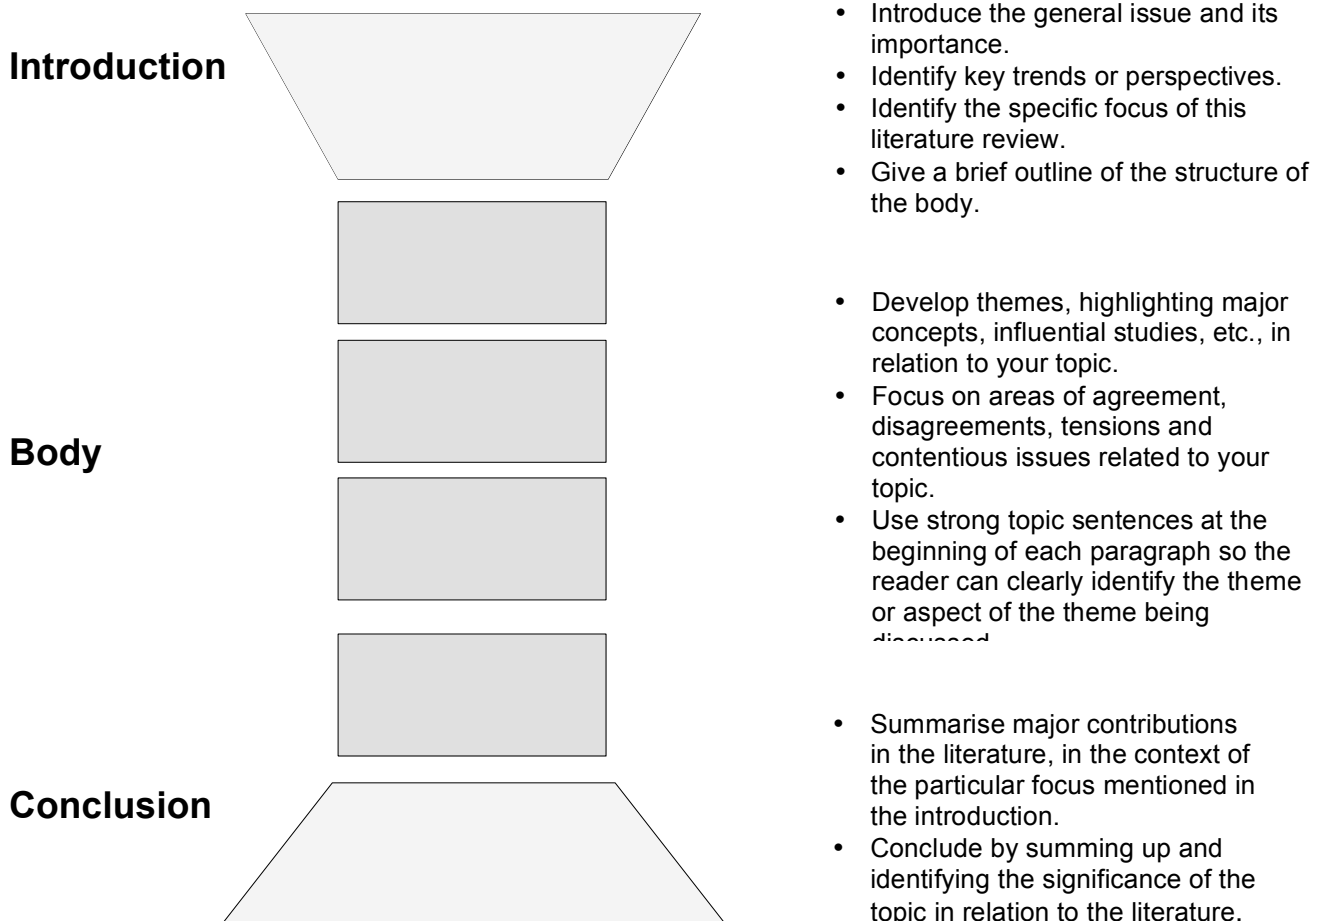 Introduction
• Introduce the general issue and its
importance.
• Identify key trends or perspectives.
• Identify the specific focus of this
literature review.
• Give a brief outline of the structure of
the body.
Body
• Develop themes, highlighting major
concepts, influential studies, etc., in
relation to your topic.
• Focus on areas of agreement,
disagreements, tensions and
contentious issues related to your
topic.
• Use strong topic sentences at the
beginning of each paragraph so the
reader can clearly identify the theme
or aspect of the theme being
discussed
Conclusion
• Summarise major contributions
in the literature, in the context of
the particular focus mentioned in
the introduction.
• Conclude by summing up and
identifying the significance of the
topic in relation to the literature.